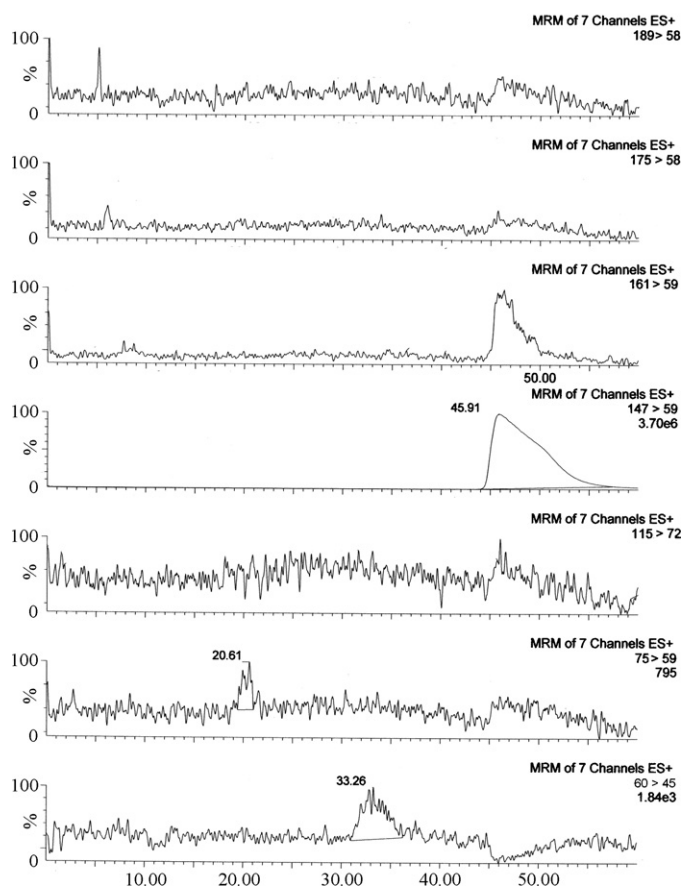 MRM of 7 Channels ES+
189> 58
100
%
0
MRM of 7 Channels ES+
175 > 58
100
%
0
MRM of 7 Channels ES+
161 > 59
100
%
0
50.00
MRM of 7 Channels ES+
147 > 59
3.70e6
100
45.91
%
0
MRM of 7 Channels ES+
115 > 72
100
%
0
MRM of 7 Channels ES+
75 > 59
795
100
20.61
%
0
MRM of 7 Channels ES+
60 > 45
1.84e3
100
33.26
%
0
10.00 20.00 30.00 40.00 50.00